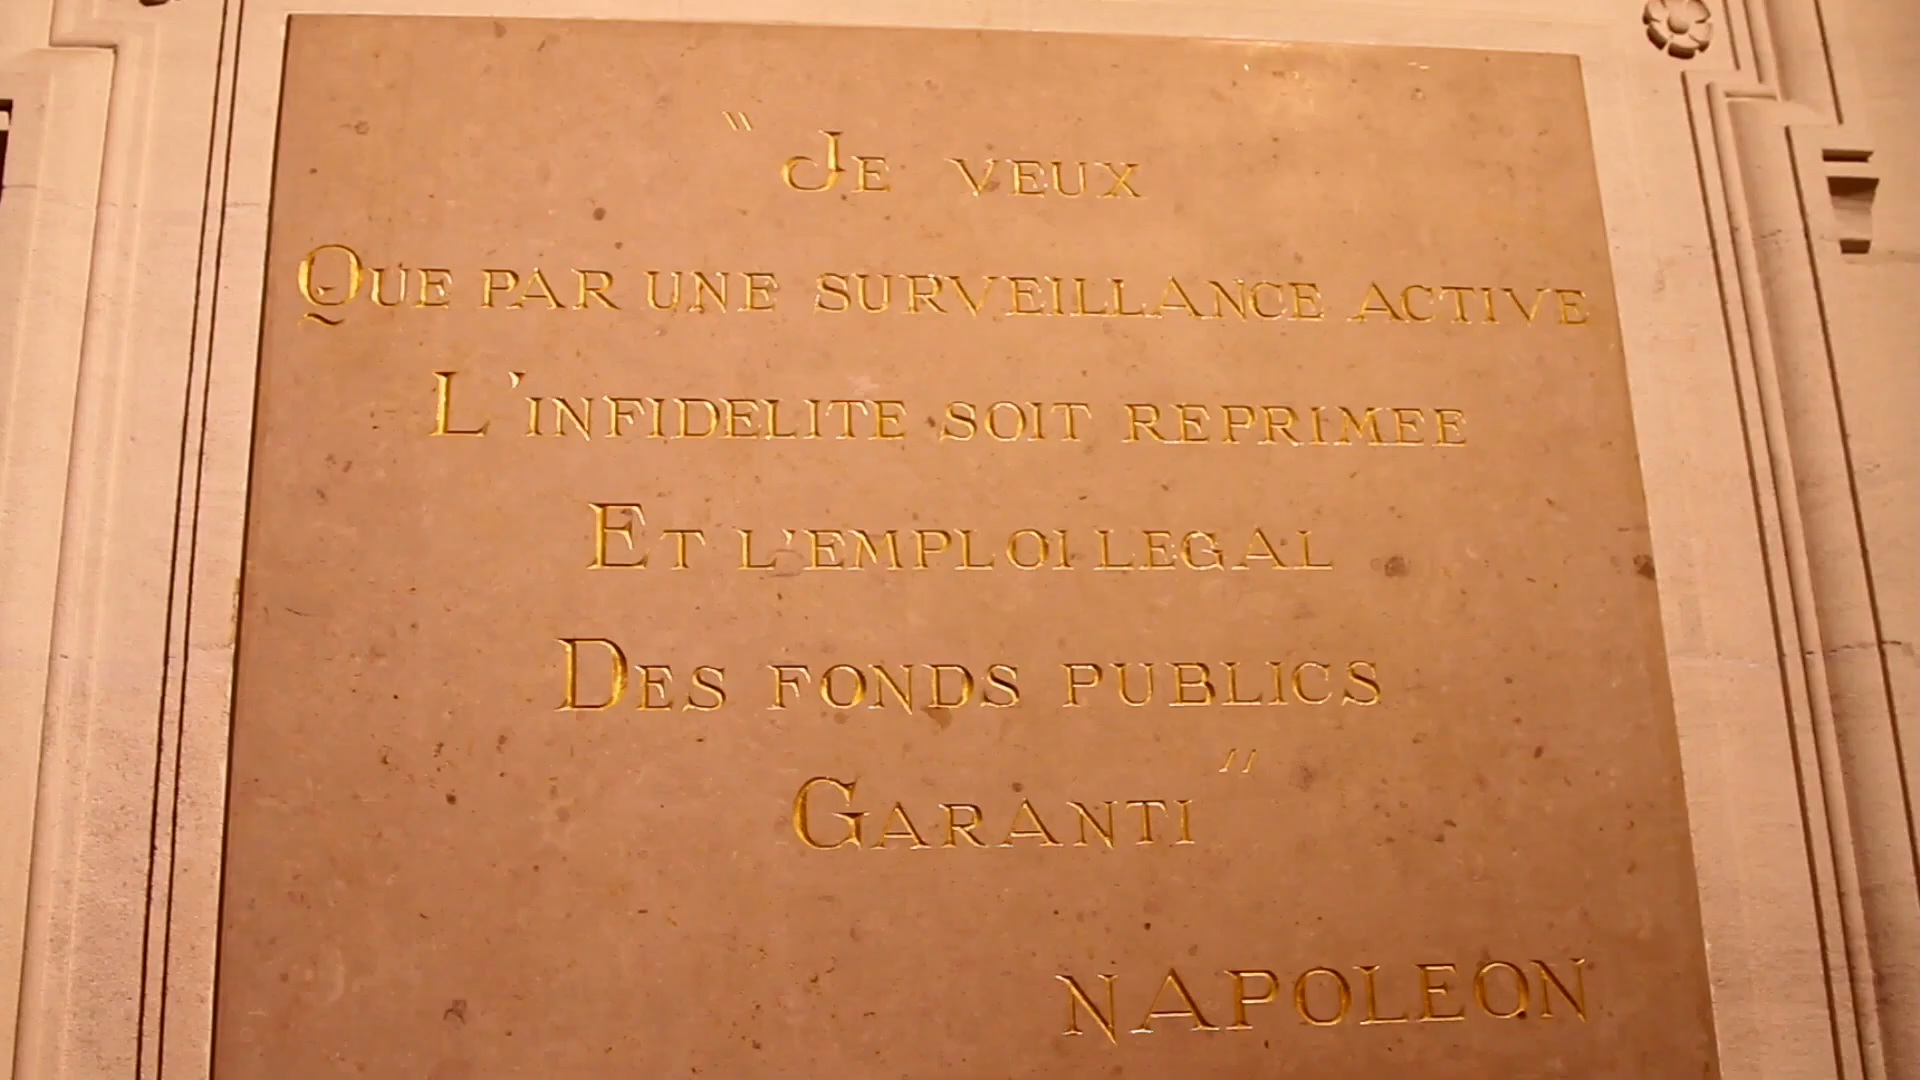 "JE VEUX
QUE PAR UNE SURVEILLANCE ACTIVE
L'INFIDELITE SOIT REPRIMEE
ET L'EMPLOI LEGAL
DES FONDS PUBLICS
GARANTI"
NAPOLEON